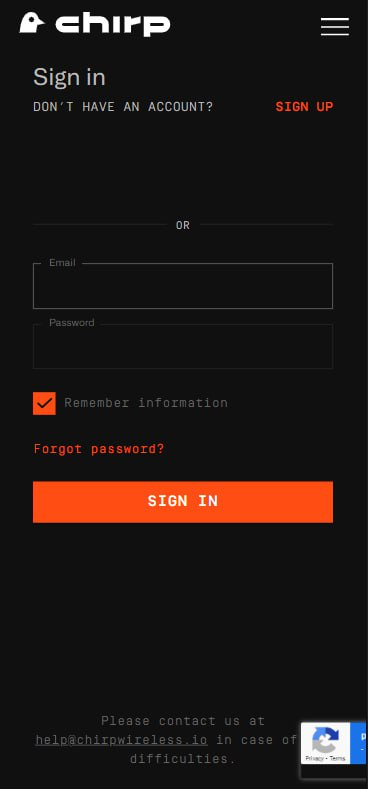 chirp
Sign in
DON'T HAVE AN ACCOUNT? SIGN UP
OR
Email
Password
Remember information
Forgot password?
SIGN IN
Please contact us at
help@chirpwireless.io in case of
difficulties.
Privacy • Terms